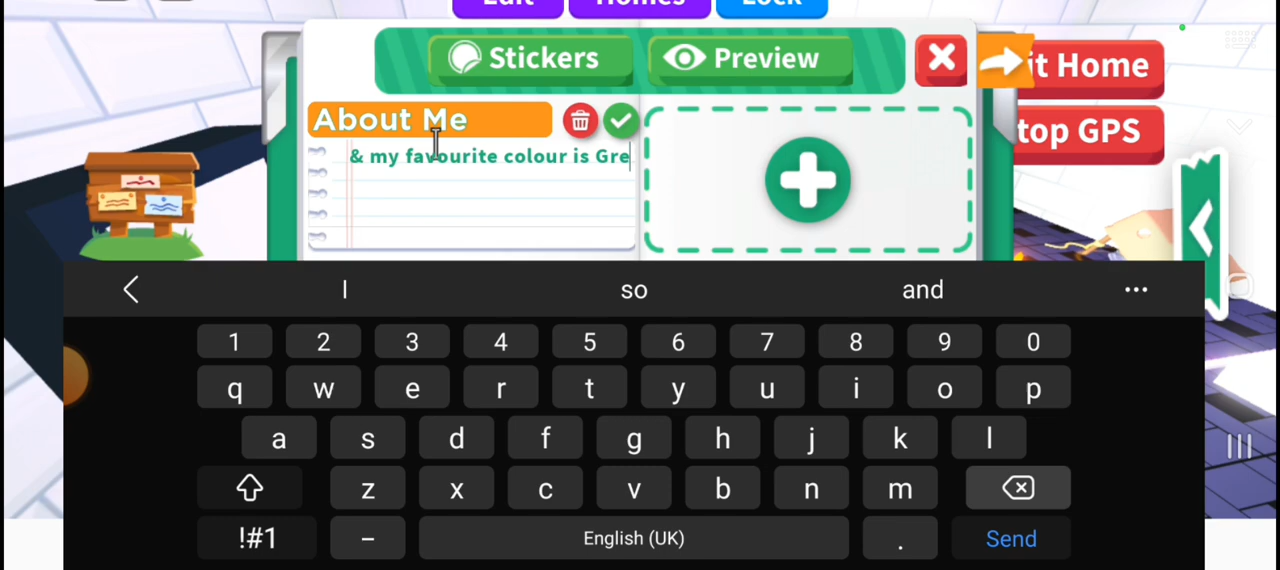 Edit Homes Lock
Stickers Preview
it Home
top GPS
About Me
& my favourite colour is Gre
I so and
1 2 3 4 5 6 7 8 9 0
q w e r t y u i o p
a s d f g h j k l
z x c v b n m
!#1 – English (UK) . Send